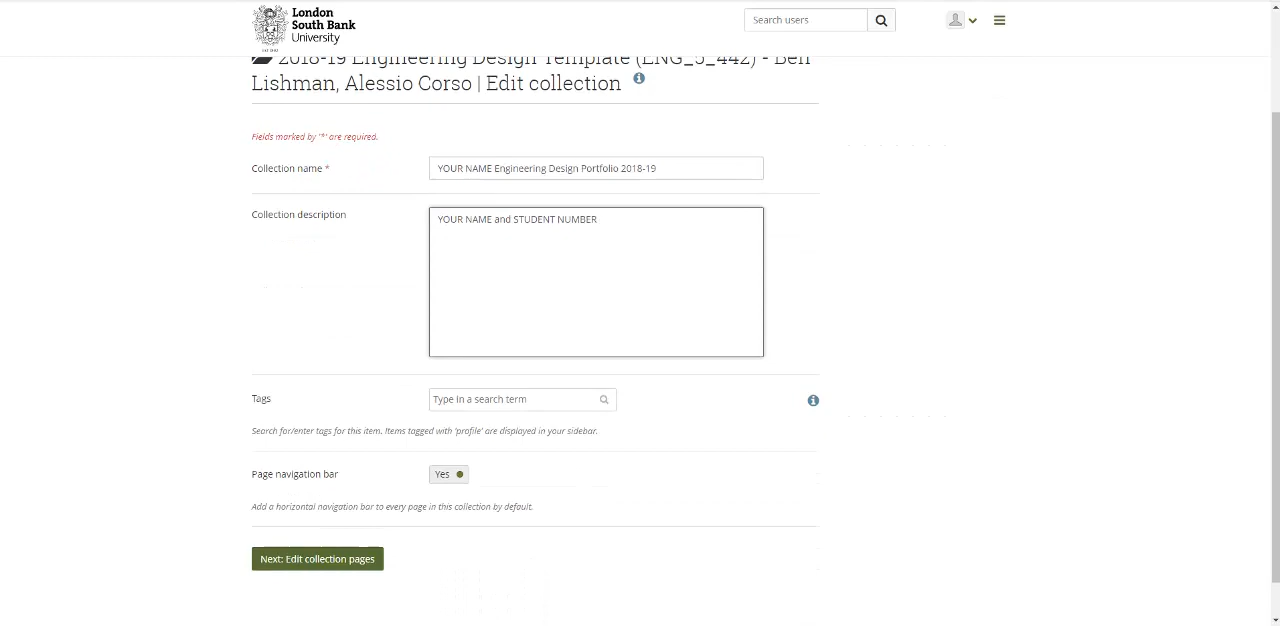 London
South Bank
University
EST 1892
Search users
2018-19 Engineering Design Template (ENG_5_442) - Ben
Lishman, Alessio Corso | Edit collection
Fields marked by '*' are required.
Collection name *
YOUR NAME Engineering Design Portfolio 2018-19
Collection description
YOUR NAME and STUDENT NUMBER
Tags
Type in a search term
Search for/enter tags for this item. Items tagged with 'profile' are displayed in your sidebar.
Page navigation bar
Yes
Add a horizontal navigation bar to every page in this collection by default.
Next: Edit collection pages